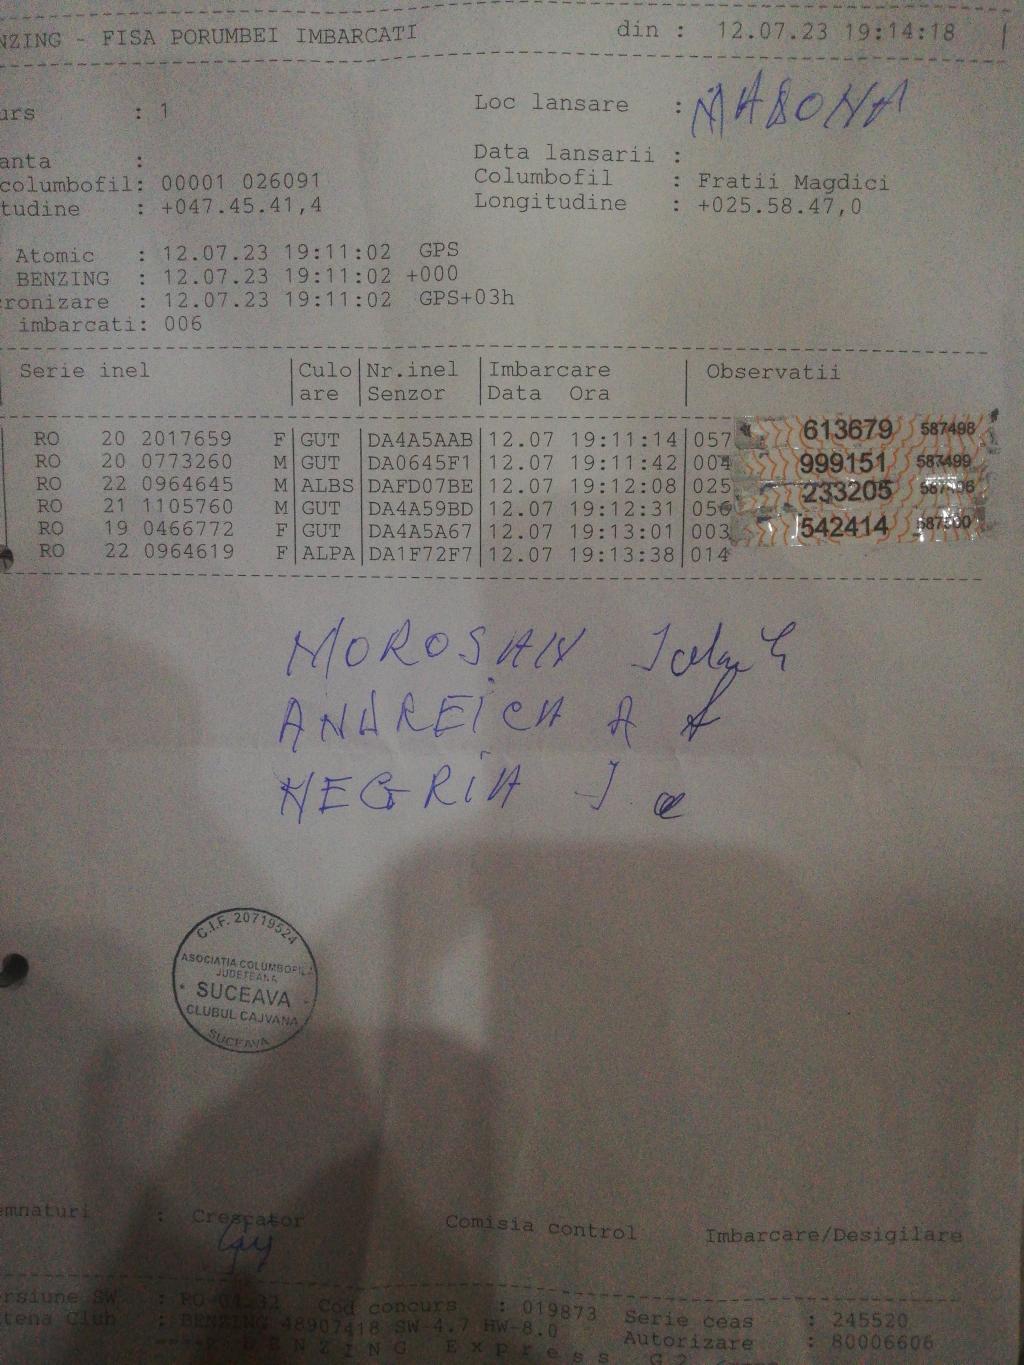 NZING - FISA PORUMBEI IMBARCATI din : 12.07.23 19:14:18
urs : 1 Loc lansare :
anta : Data lansarii :
columbofil: 00001 026091 Columbofil : Fratii Magdici
tudine : +047.45.41,4 Longitudine : +025.58.47,0
Atomic : 12.07.23 19:11:02 GPS
BENZING : 12.07.23 19:11:02 +000
cronizare : 12.07.23 19:11:02 GPS+03h
imbarcati: 006
Serie inel Culo Nr.inel Imbarcare Observatii
are Senzor Data Ora
RO 20 2017659 F GUT DA4A5AAB 12.07 19:11:14 057 613679 587498
RO 20 0773260 M GUT DA0645F1 12.07 19:11:42 004 999151 587499
RO 22 0964645 M ALBS DAFD07BE 12.07 19:12:08 025 233205
RO 21 1105760 M GUT DA4A59BD 12.07 19:12:31 056
RO 19 0466772 F GUT DA4A5A67 12.07 19:13:01 003 542414
RO 22 0964619 F ALPA DA1F72F7 12.07 19:13:38 014
MOROSAN
ANDREICA A
NEGRIA J
C.I.F. 20719524
ASOCIATIA COLUMBOFILA
JUDETEANA
SUCEAVA
CLUBUL CAJVANA
SUCEAVA
emnaturi : Crescator Comisia control Imbarcare/Desigilare
ersiune SW : RO 01.32 Cod concurs : 019873 Serie ceas : 245520
tena Club : BENZING 48907418 SW-4.7 HW-8.0 Autorizare : 80006606
BENZING Express G2